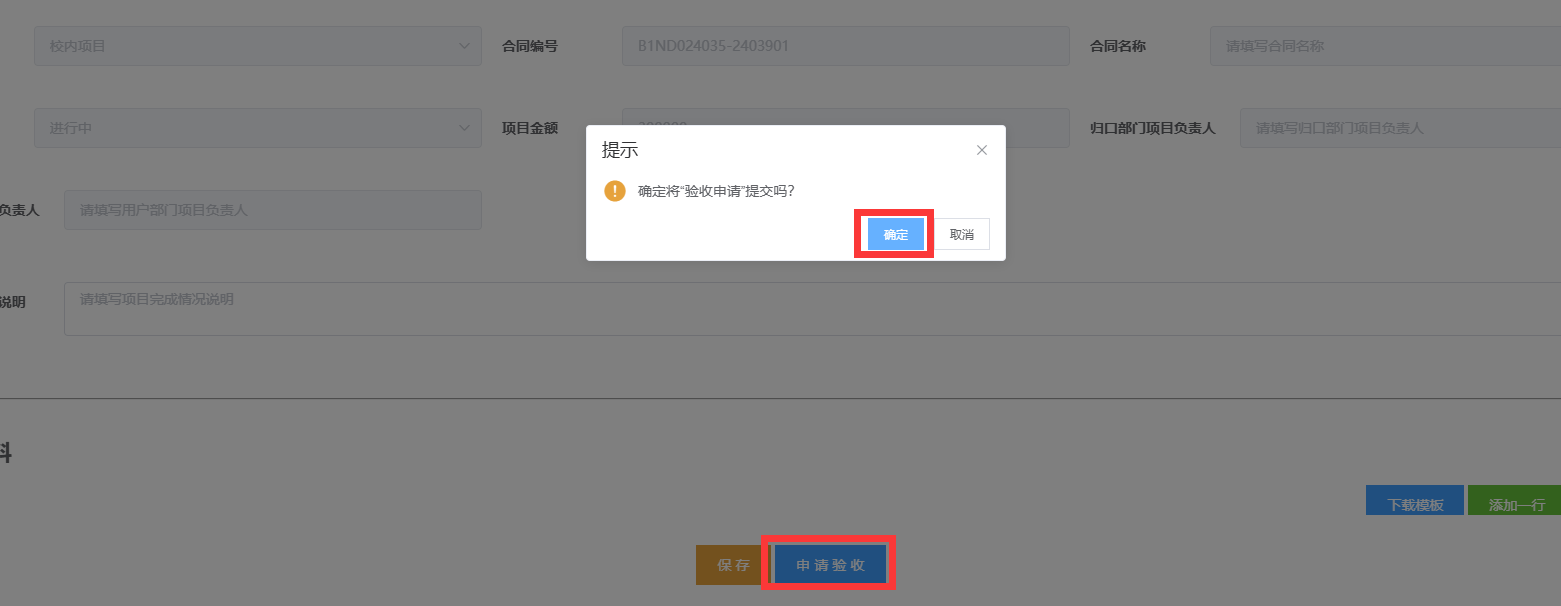 校内项目 合同编号 B1ND024035-2403901 合同名称 请填写合同名称
进行中 项目金额 归口部门项目负责人 请填写归口部门项目负责人
提示
确定将“验收申请”提交吗?
负责人 请填写用户部门项目负责人
确定 取消
说明 请填写项目完成情况说明
料
下载模板 添加一行
保存 申请验收